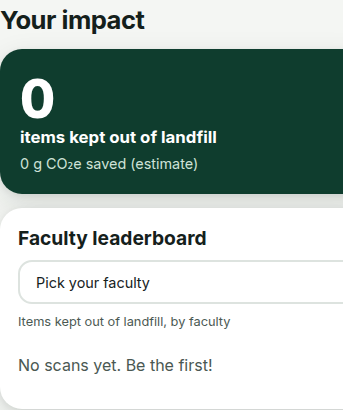 Your impact
0
items kept out of landfill
0 g CO₂e saved (estimate)
Faculty leaderboard
Pick your faculty
Items kept out of landfill, by faculty
No scans yet. Be the first!